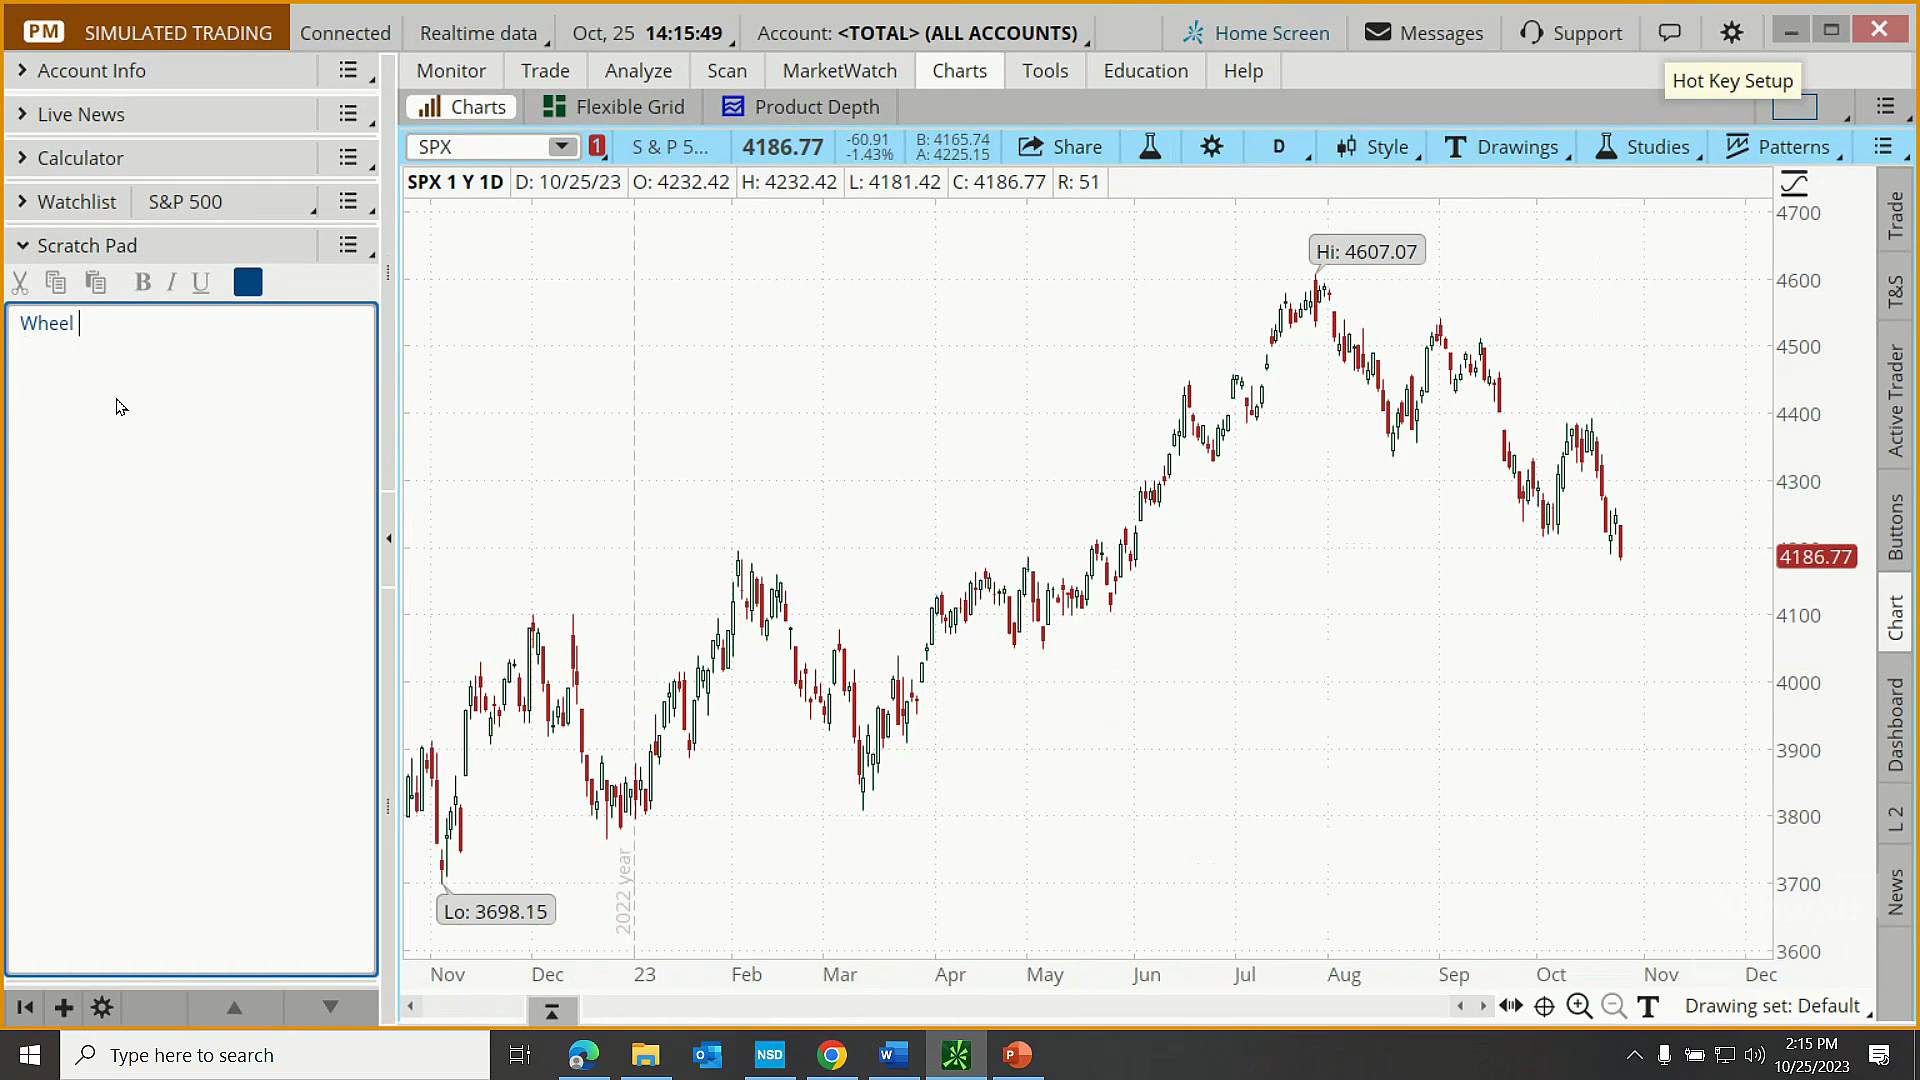 PM SIMULATED TRADING Connected Realtime data Oct, 25 14:15:49 Account: <TOTAL> (ALL ACCOUNTS) Home Screen Messages Support
Account Info
Live News
Calculator
Watchlist S&P 500
Scratch Pad
B I U
Wheel
Monitor Trade Analyze Scan MarketWatch Charts Tools Education Help
Hot Key Setup
Charts Flexible Grid Product Depth
SPX 1 S & P 5... 4186.77 -60.91 B: 4165.74 Share D Style Drawings Studies Patterns
-1.43% A: 4225.15
SPX 1 Y 1D D: 10/25/23 O: 4232.42 H: 4232.42 L: 4181.42 C: 4186.77 R: 51
Hi: 4607.07
Lo: 3698.15
2022 year
4700
4600
4500
4400
4300
4186.77
4100
4000
3900
3800
3700
3600
Nov Dec 23 Feb Mar Apr May Jun Jul Aug Sep Oct Nov Dec
Drawing set: Default
Trade
T&S
Active Trader
Buttons
Chart
Dashboard
L 2
News
Type here to search
NSD
2:15 PM
10/25/2023